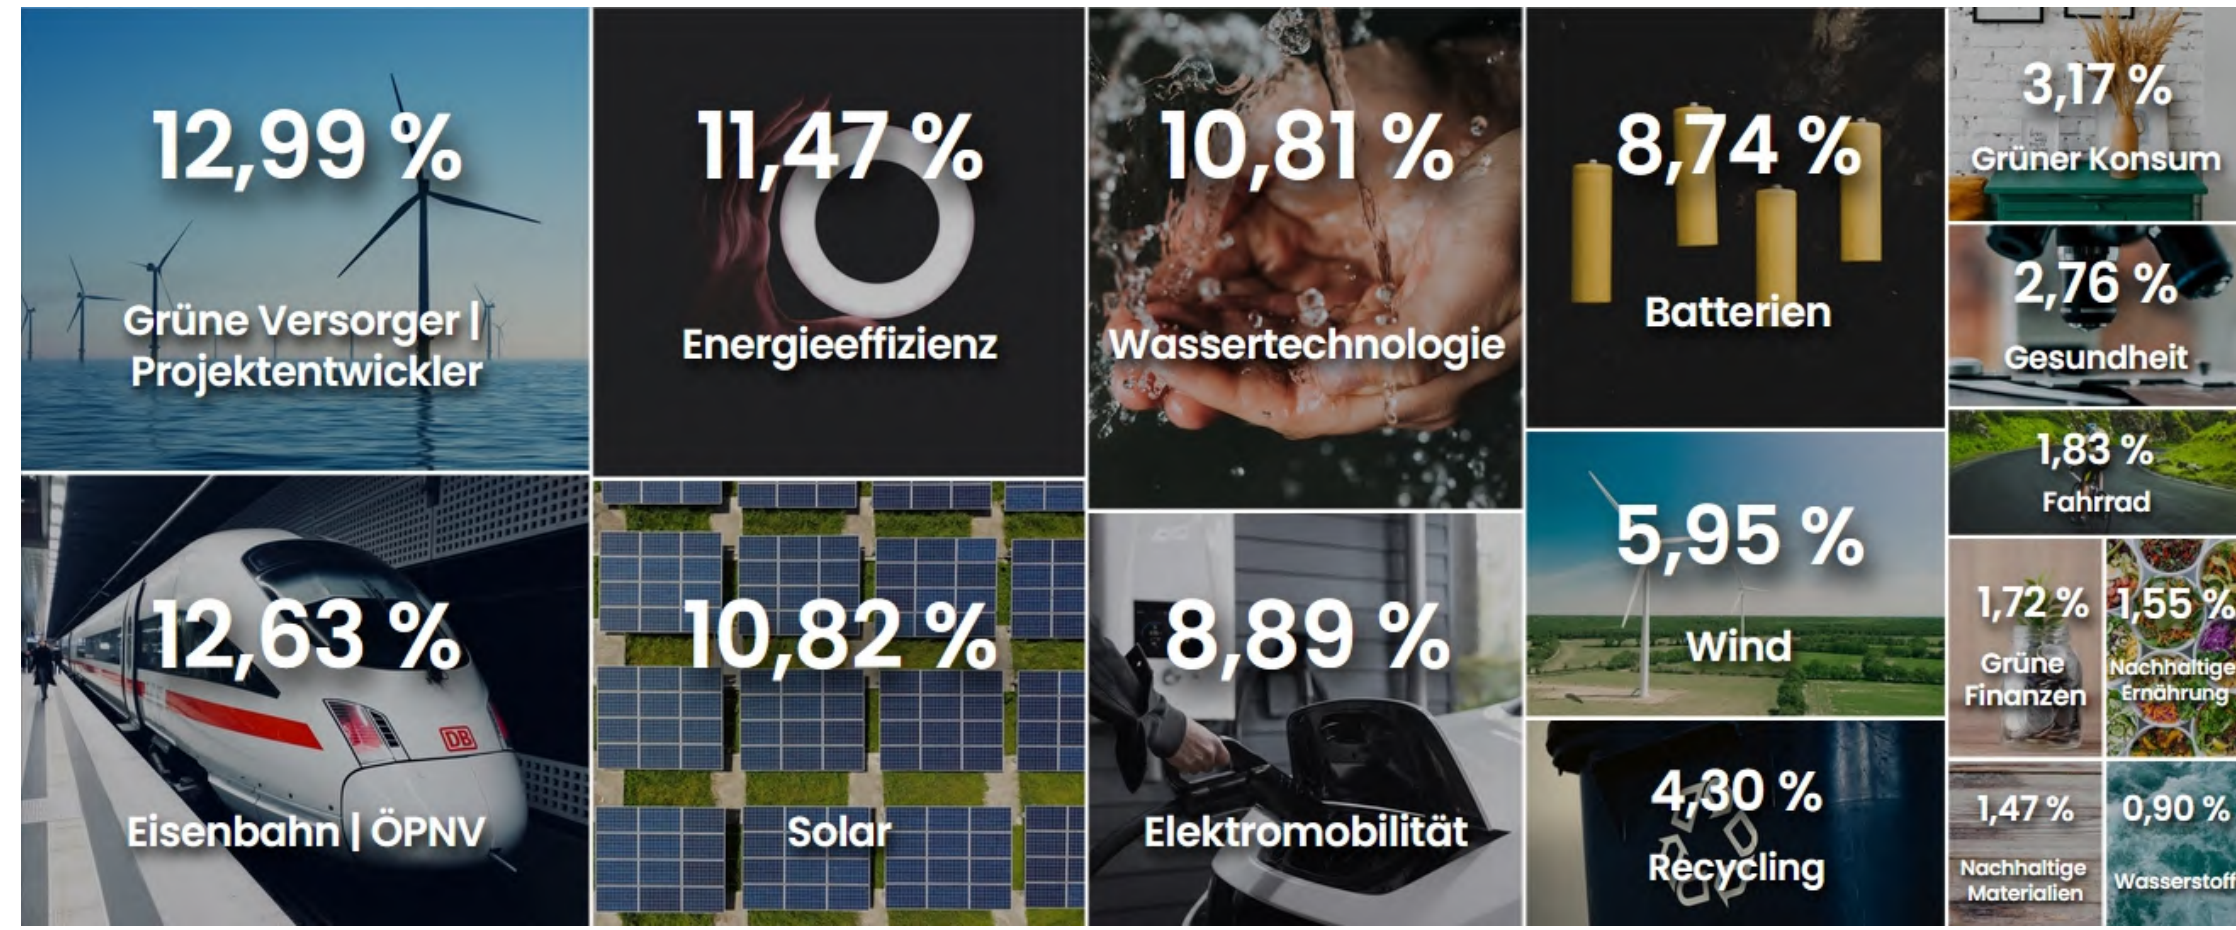 12,99 %
Grüne Versorger |
Projektentwickler
12,63 %
DB
Eisenbahn | ÖPNV
11,47 %
Energieeffizienz
10,82 %
Solar
10,81 %
Wassertechnologie
8,89 %
Elektromobilität
8,74 %
Batterien
5,95 %
Wind
4,30 %
Recycling
3,17 %
Grüner Konsum
2,76 %
Gesundheit
1,83 %
Fahrrad
1,72 %
Grüne
Finanzen
1,55 %
Nachhaltige
Ernährung
1,47 %
Nachhaltige
Materialien
0,90 %
Wasserstoff